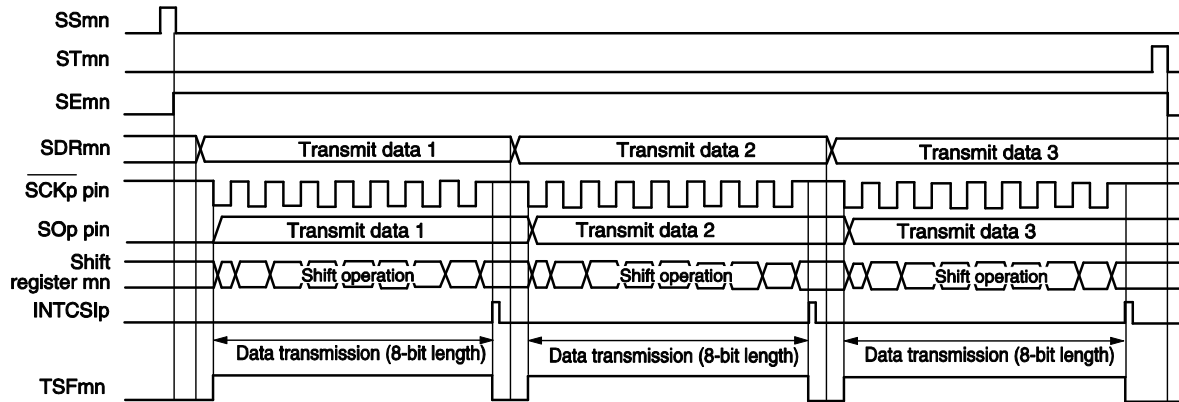 SSmn
STmn
SEmn
SDRmn Transmit data 1 Transmit data 2 Transmit data 3
SCKp pin
SOp pin Transmit data 1 Transmit data 2 Transmit data 3
Shift
register mn Shift operation Shift operation Shift operation
INTCSIp
Data transmission (8-bit length) Data transmission (8-bit length) Data transmission (8-bit length)
TSFmn